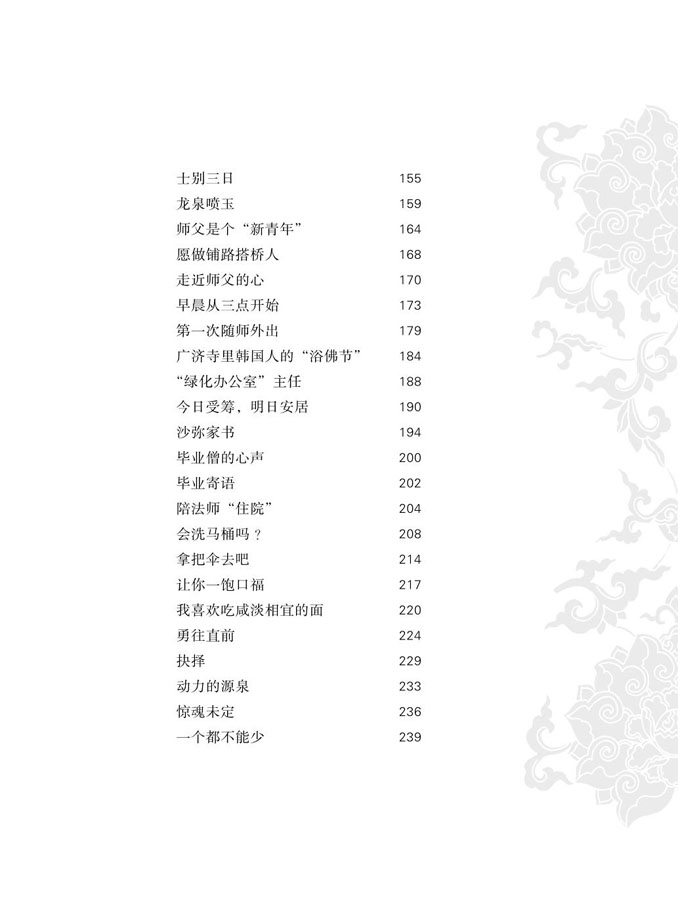 士别三日 155
龙泉喷玉 159
师父是个“新青年” 164
愿做铺路搭桥人 168
走近师父的心 170
早晨从三点开始 173
第一次随师外出 179
广济寺里韩国人的“浴佛节” 184
“绿化办公室”主任 188
今日受筹，明日安居 190
沙弥家书 194
毕业僧的心声 200
毕业寄语 202
陪法师“住院” 204
会洗马桶吗？ 208
拿把伞去吧 214
让你一饱口福 217
我喜欢吃咸淡相宜的面 220
勇往直前 224
抉择 229
动力的源泉 233
惊魂未定 236
一个都不能少 239